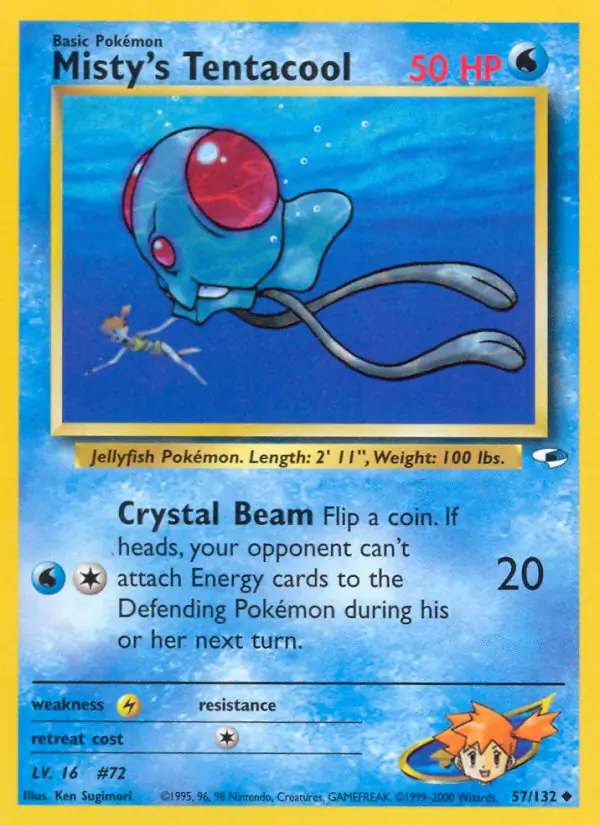 Basic Pokémon
Misty's Tentacool 50 HP
Jellyfish Pokémon. Length: 2' 11", Weight: 100 lbs.
Crystal Beam Flip a coin. If
heads, your opponent can't
attach Energy cards to the
Defending Pokémon during his
or her next turn.
20
weakness resistance
retreat cost
LV. 16 #72
Illus. Ken Sugimori ©1995, 96, 98 Nintendo, Creatures, GAMEFREAK. ©1999-2000 Wizards. 57/132